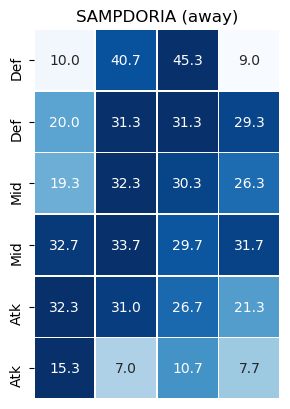 SAMPDORIA (away)
Def 10.0 40.7 45.3 9.0
Def 20.0 31.3 31.3 29.3
Mid 19.3 32.3 30.3 26.3
Mid 32.7 33.7 29.7 31.7
Atk 32.3 31.0 26.7 21.3
Atk 15.3 7.0 10.7 7.7